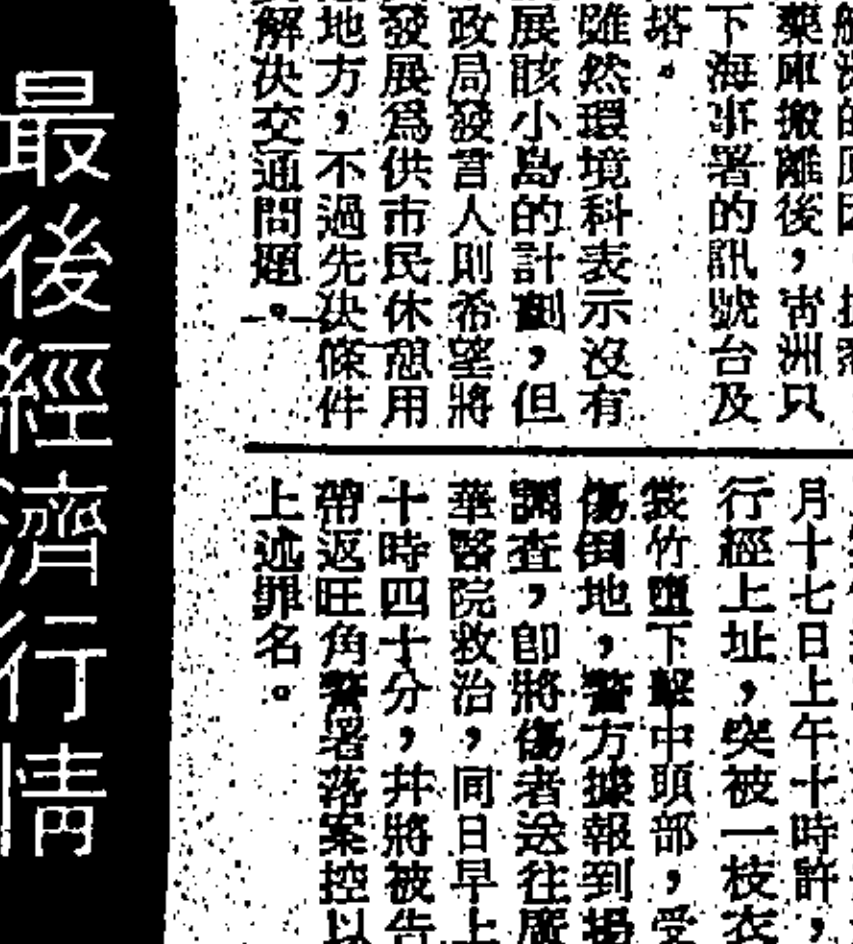 藥庫搬離後，青洲只
下海事署的訊號台及
塔。
雖然環境科表示沒有
展該小島的計劃，但
政局發言人則希望將
發展為供市民休憩用
地方，不過先決條件
解決交通問題。
月十七日上午十時許，
行經上址，突被一枝衣
裳竹墮下擊中頭部，受
傷倒地，警方據報到場
調查，卽將傷者送往廣
華醫院救治，同日早上
十時四十分，幷將被告
帶返旺角警署落案控以
上述罪名。
最後經濟行情